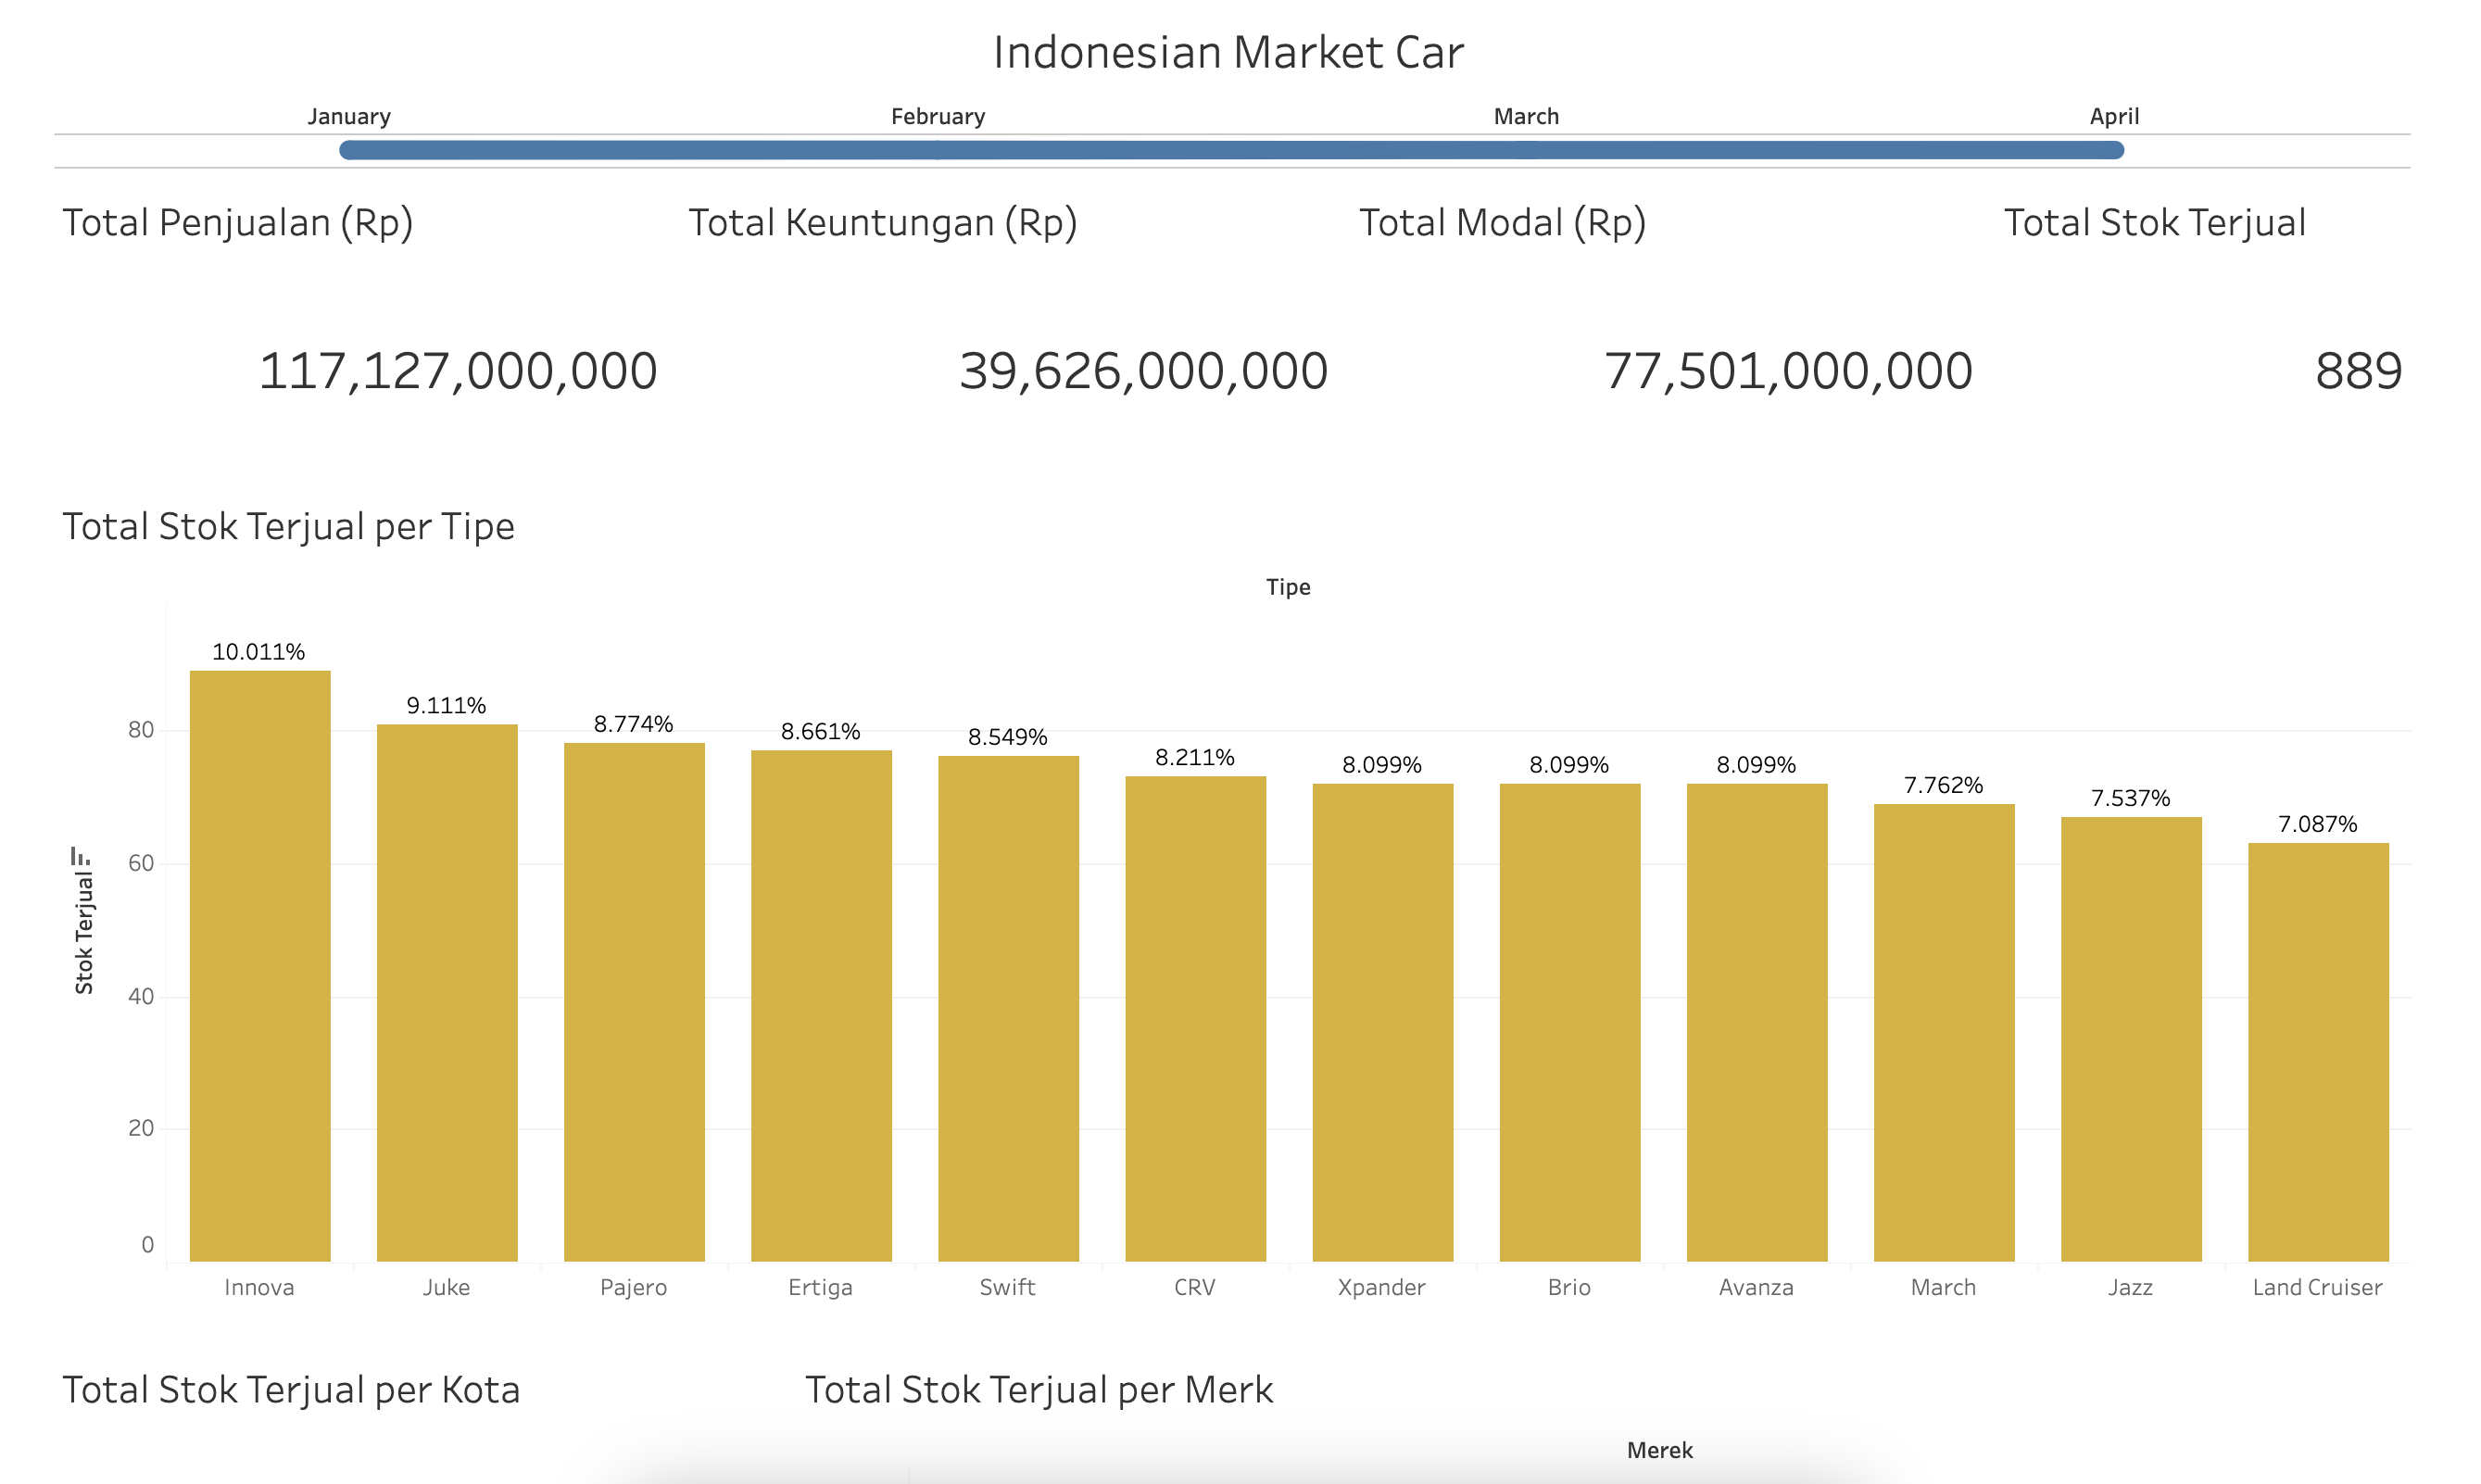 Indonesian Market Car
January February March April
Total Penjualan (Rp) Total Keuntungan (Rp) Total Modal (Rp) Total Stok Terjual
117,127,000,000 39,626,000,000 77,501,000,000 889
Total Stok Terjual per Tipe
Tipe
10.011% 9.111% 8.774% 8.661% 8.549% 8.211% 8.099% 8.099% 8.099% 7.762% 7.537% 7.087%
Stok Terjual
80
60
40
20
0
Innova Juke Pajero Ertiga Swift CRV Xpander Brio Avanza March Jazz Land Cruiser
Total Stok Terjual per Kota Total Stok Terjual per Merk
Merek